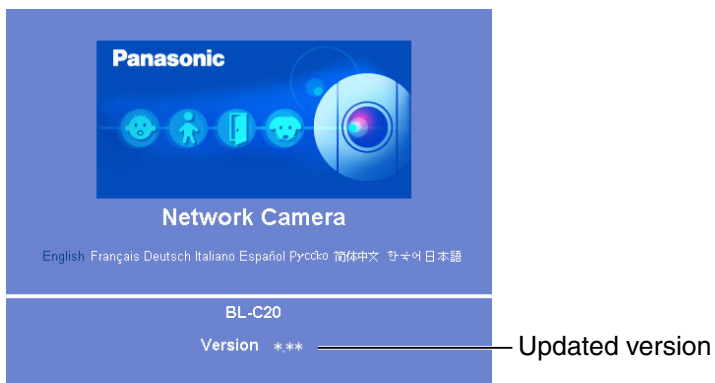 Panasonic
Network Camera
English Français Deutsch Italiano Español Русско 简体中文 한국어 日本語
BL-C20
Version *.** Updated version